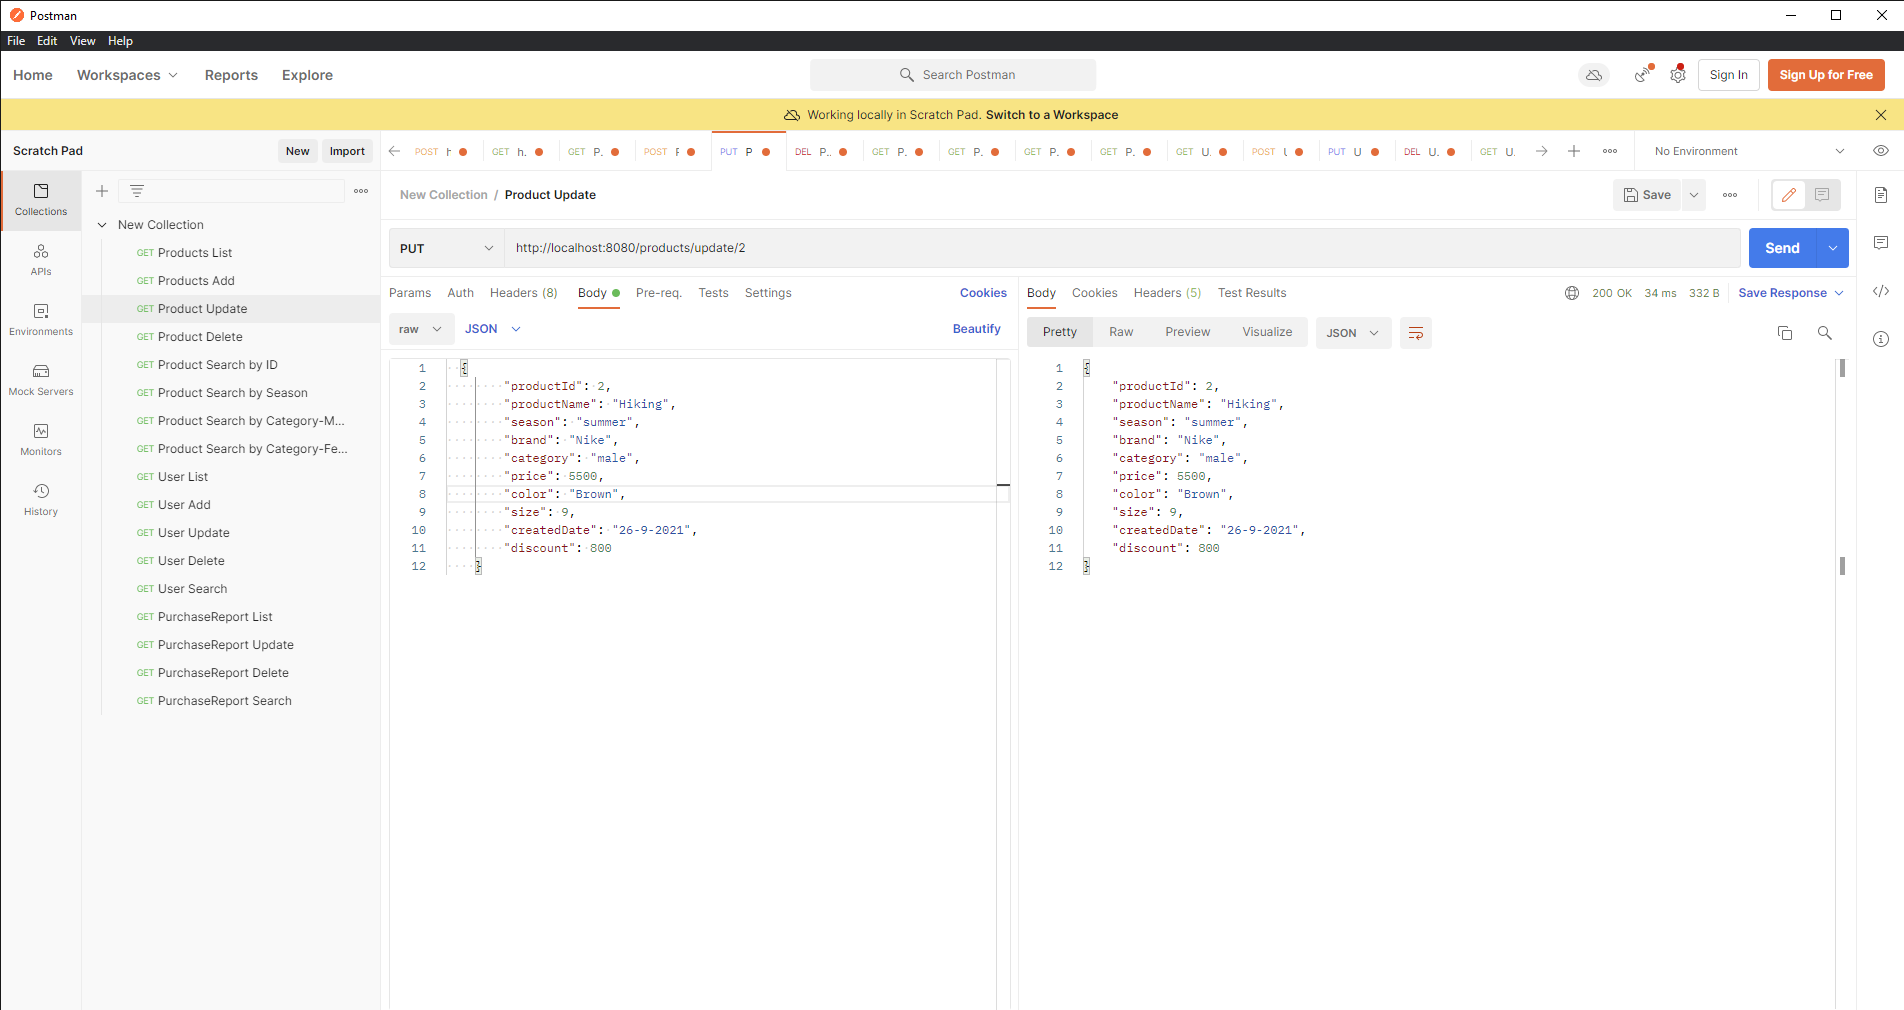 Postman
File Edit View Help
Home Workspaces Reports Explore
Search Postman
Sign In
Sign Up for Free
Working locally in Scratch Pad. Switch to a Workspace
Scratch Pad New Import
POST GET h. GET P. POST PUT P DEL P.. GET P. GET P. GET P. GET P. GET U. POST PUT U DEL U. GET U.
No Environment
Collections
APIs
Environments
Mock Servers
Monitors
History
New Collection
GET Products List
GET Products Add
GET Product Update
GET Product Delete
GET Product Search by ID
GET Product Search by Season
GET Product Search by Category-M...
GET Product Search by Category-Fe...
GET User List
GET User Add
GET User Update
GET User Delete
GET User Search
GET PurchaseReport List
GET PurchaseReport Update
GET PurchaseReport Delete
GET PurchaseReport Search
New Collection / Product Update
Save
PUT http://localhost:8080/products/update/2
Send
Params Auth Headers (8) Body Pre-req. Tests Settings Cookies
raw JSON Beautify
1 {
2 "productId": 2,
3 "productName": "Hiking",
4 "season": "summer",
5 "brand": "Nike",
6 "category": "male",
7 "price": 5500,
8 "color": "Brown",
9 "size": 9,
10 "createdDate": "26-9-2021",
11 "discount": 800
12 }
Body Cookies Headers (5) Test Results
200 OK 34 ms 332 B Save Response
Pretty Raw Preview Visualize JSON
1 {
2 "productId": 2,
3 "productName": "Hiking",
4 "season": "summer",
5 "brand": "Nike",
6 "category": "male",
7 "price": 5500,
8 "color": "Brown",
9 "size": 9,
10 "createdDate": "26-9-2021",
11 "discount": 800
12 }